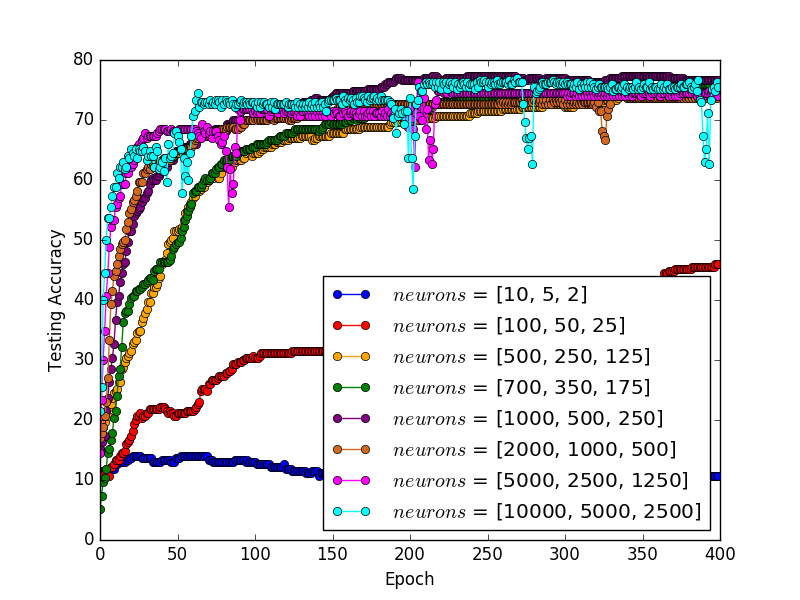 80
70
60
50
40
30
20
10
0
Testing Accuracy
neurons = [10, 5, 2]
neurons = [100, 50, 25]
neurons = [500, 250, 125]
neurons = [700, 350, 175]
neurons = [1000, 500, 250]
neurons = [2000, 1000, 500]
neurons = [5000, 2500, 1250]
neurons = [10000, 5000, 2500]
0 50 100 150 200 250 300 350 400
Epoch